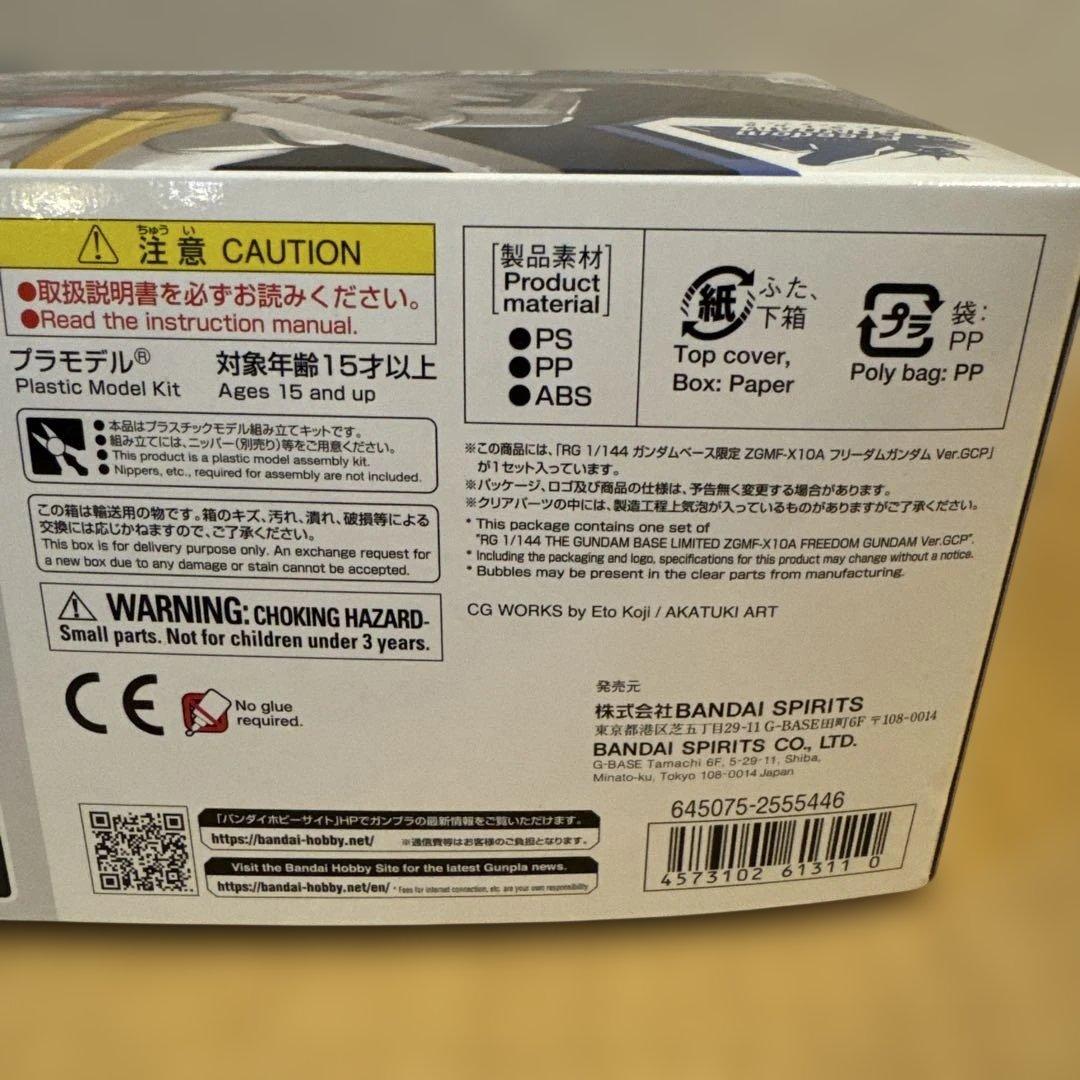 ちゅうい
注意 CAUTION
●取扱説明書を必ずお読みください。
●Read the instruction manual.
プラモデル® 対象年齢15才以上
Plastic Model Kit Ages 15 and up
● 本品はプラスチックモデル組み立てキットです。
● 組み立てには、ニッパー(別売り)等をご用意ください。
● This product is a plastic model assembly kit.
● Nippers, etc., required for assembly are not included.
この箱は輸送用の物です。箱のキズ、汚れ、潰れ、破損等による
交換には応じかねますので、ご了承ください。
This box is for delivery purpose only. An exchange request for
a new box due to any damage or stain cannot be accepted.
WARNING: CHOKING HAZARD-
Small parts. Not for children under 3 years.
CE
No glue
required.
[製品素材
Product
material]
●PS
●PP
●ABS
紙
ふた、
下箱
Top cover,
Box: Paper
プラ
袋:
PP
Poly bag: PP
※この商品には、「RG 1/144 ガンダムベース限定 ZGMF-X10A フリーダムガンダム Ver.GCP」
が1セット入っています。
※パッケージ、ロゴ及び商品の仕様は、予告無く変更する場合があります。
※クリアパーツの中には、製造工程上気泡が入っているものがありますがご了承ください。
* This package contains one set of
"RG 1/144 THE GUNDAM BASE LIMITED ZGMF-X10A FREEDOM GUNDAM Ver.GCP".
* Including the packaging and logo, specifications for this product may change without a notice.
* Bubbles may be present in the clear parts from manufacturing.
CG WORKS by Eto Koji / AKATUKI ART
発売元
株式会社BANDAI SPIRITS
東京都港区芝五丁目29-11 G-BASE田町6F 〒108-0014
BANDAI SPIRITS CO., LTD.
G-BASE Tamachi 6F, 5-29-11, Shiba,
Minato-ku, Tokyo 108-0014 Japan
「バンダイホビーサイト」HPでガンプラの最新情報をご覧いただけます。
https://bandai-hobby.net/ ※通信費等はお客様のご負担となります。
Visit the Bandai Hobby Site for the latest Gunpla news.
https://bandai-hobby.net/en/ * Fees for internet connection, etc. are your own responsibility
645075-2555446
4573102 61311 0